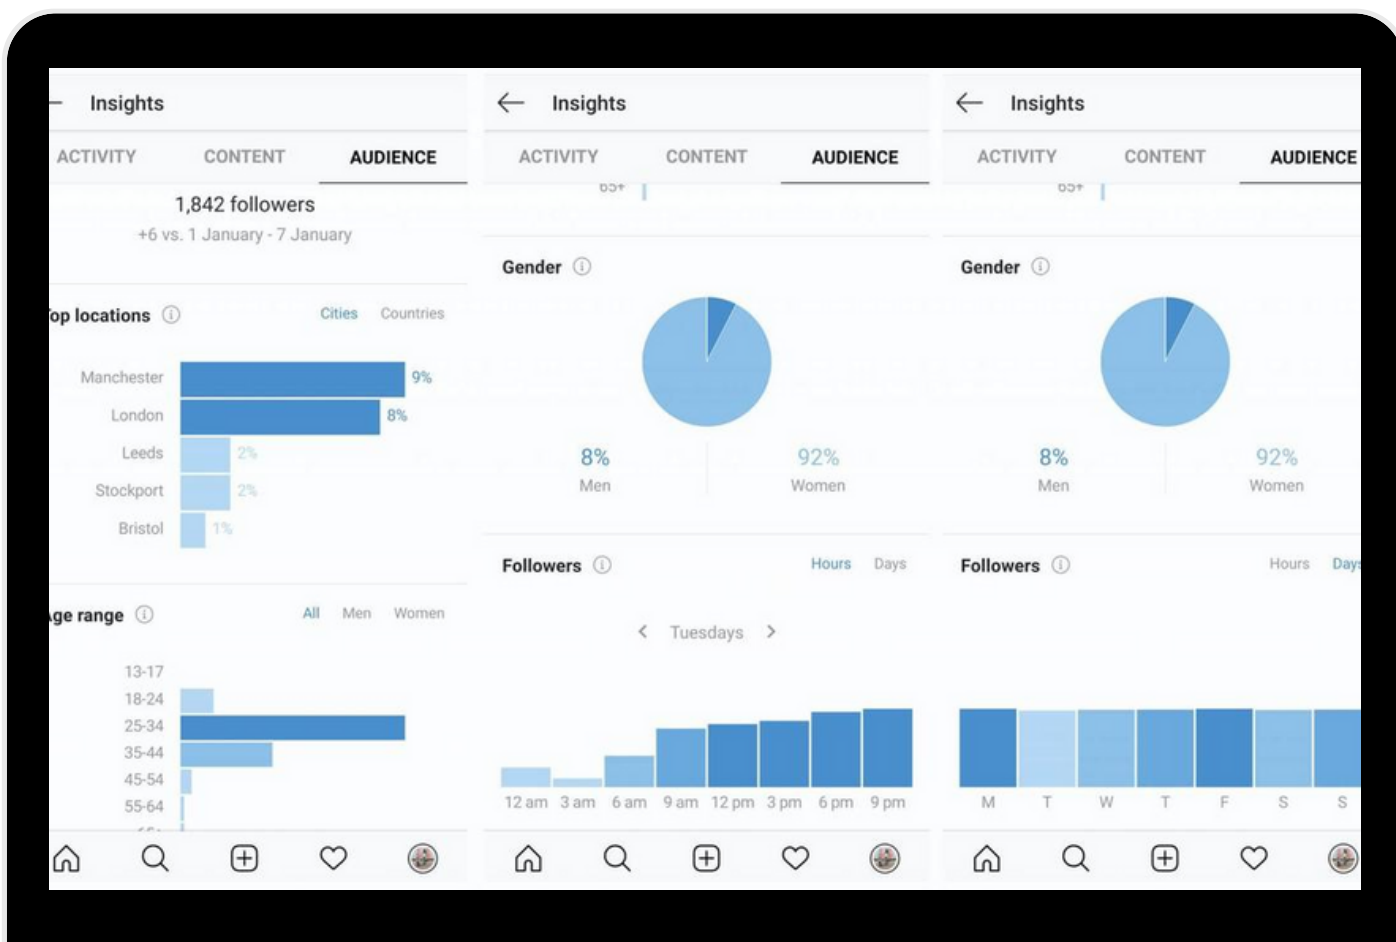 Insights
ACTIVITY CONTENT AUDIENCE
1,842 followers
+6 vs. 1 January - 7 January
op locations Cities Countries
Manchester 9%
London 8%
Leeds 2%
Stockport 2%
Bristol 1%
ge range All Men Women
13-17
18-24
25-34
35-44
45-54
55-64
Insights
ACTIVITY CONTENT AUDIENCE
65+
Gender
8% 92%
Men Women
Followers Hours Days
Tuesdays
12 am 3 am 6 am 9 am 12 pm 3 pm 6 pm 9 pm
Insights
ACTIVITY CONTENT AUDIENCE
65+
Gender
8% 92%
Men Women
Followers Hours Days
M T W T F S S